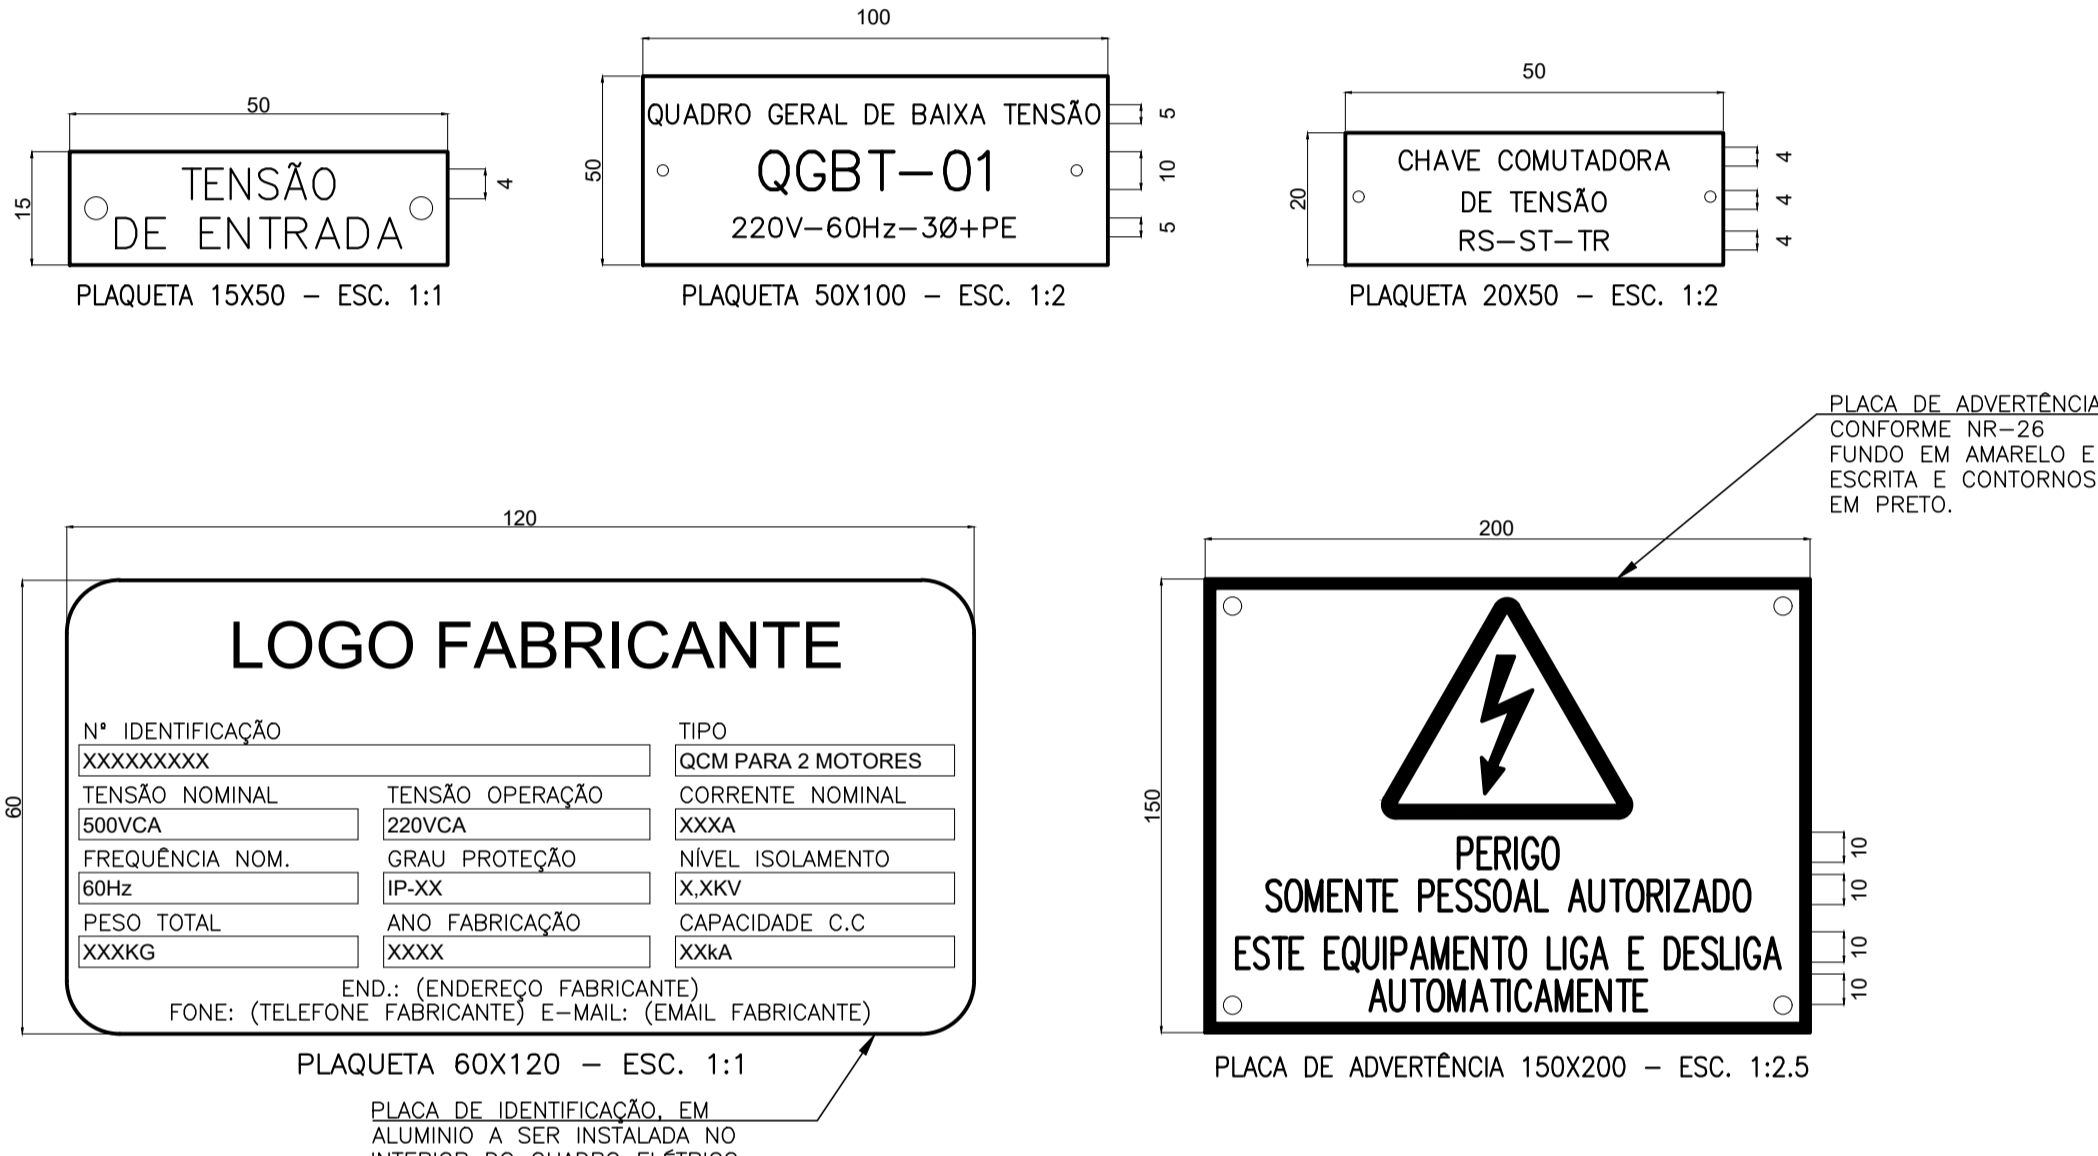 100
50
15
TENSÃO
DE ENTRADA
4
PLAQUETA 15X50 – ESC. 1:1
50
QUADRO GERAL DE BAIXA TENSÃO
QGBT–01
220V–60Hz–3Ø+PE
5
10
5
PLAQUETA 50X100 – ESC. 1:2
50
20
CHAVE COMUTADORA
DE TENSÃO
RS–ST–TR
4
4
4
PLAQUETA 20X50 – ESC. 1:2
PLACA DE ADVERTÊNCIA
CONFORME NR–26
FUNDO EM AMARELO E
ESCRITA E CONTORNOS
EM PRETO.
120
60
LOGO FABRICANTE
Nº IDENTIFICAÇÃO
XXXXXXXXX
TIPO
QCM PARA 2 MOTORES
TENSÃO NOMINAL
500VCA
TENSÃO OPERAÇÃO
220VCA
CORRENTE NOMINAL
XXXA
FREQUÊNCIA NOM.
60Hz
GRAU PROTEÇÃO
IP-XX
NÍVEL ISOLAMENTO
X,XKV
PESO TOTAL
XXXKG
ANO FABRICAÇÃO
XXXX
CAPACIDADE C.C
XXkA
END.: (ENDEREÇO FABRICANTE)
FONE: (TELEFONE FABRICANTE) E–MAIL: (EMAIL FABRICANTE)
PLAQUETA 60X120 – ESC. 1:1
PLACA DE IDENTIFICAÇÃO, EM
ALUMINIO A SER INSTALADA NO
INTERIOR DO QUADRO ELÉTRICO
200
150
PERIGO
SOMENTE PESSOAL AUTORIZADO
ESTE EQUIPAMENTO LIGA E DESLIGA
AUTOMATICAMENTE
10
10
10
10
PLACA DE ADVERTÊNCIA 150X200 – ESC. 1:2.5